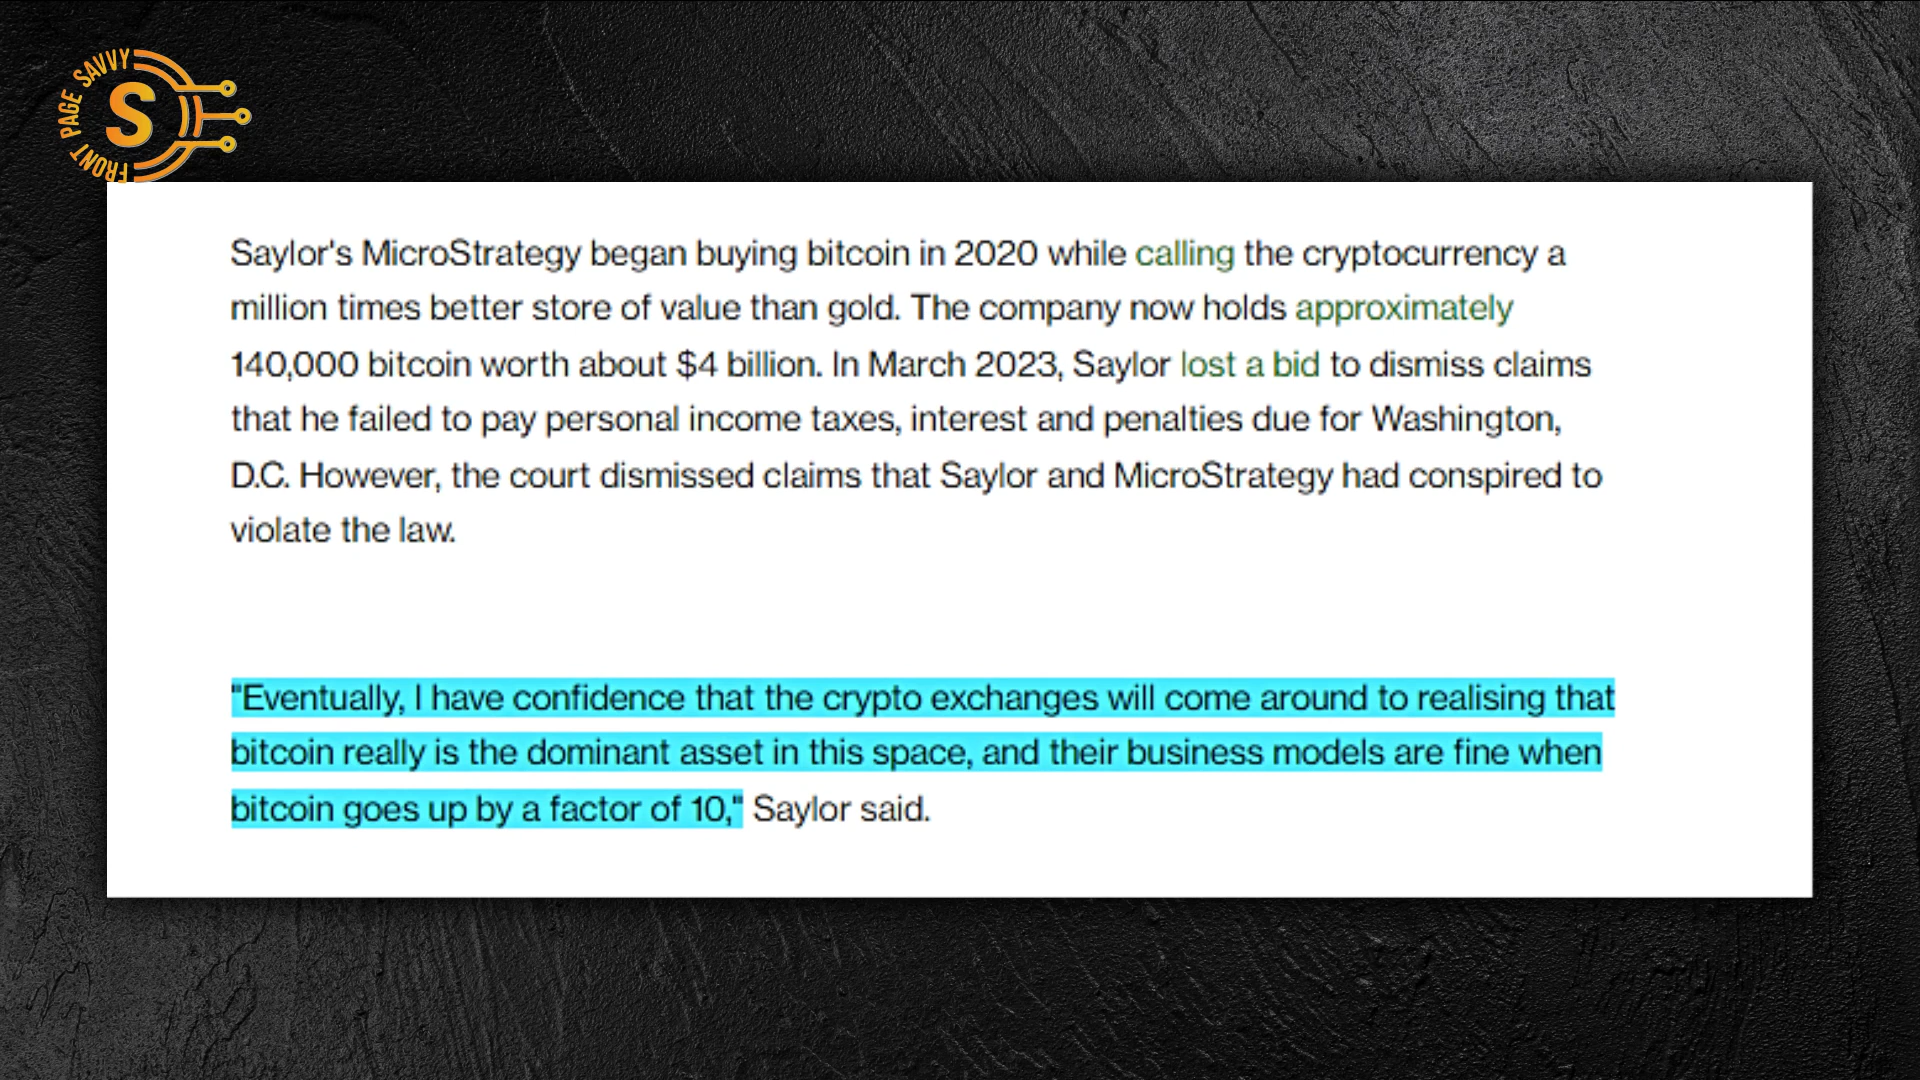 FRONT PAGE SAVVY
S
Saylor's MicroStrategy began buying bitcoin in 2020 while calling the cryptocurrency a
million times better store of value than gold. The company now holds approximately
140,000 bitcoin worth about $4 billion. In March 2023, Saylor lost a bid to dismiss claims
that he failed to pay personal income taxes, interest and penalties due for Washington,
D.C. However, the court dismissed claims that Saylor and MicroStrategy had conspired to
violate the law.
"Eventually, I have confidence that the crypto exchanges will come around to realising that
bitcoin really is the dominant asset in this space, and their business models are fine when
bitcoin goes up by a factor of 10," Saylor said.